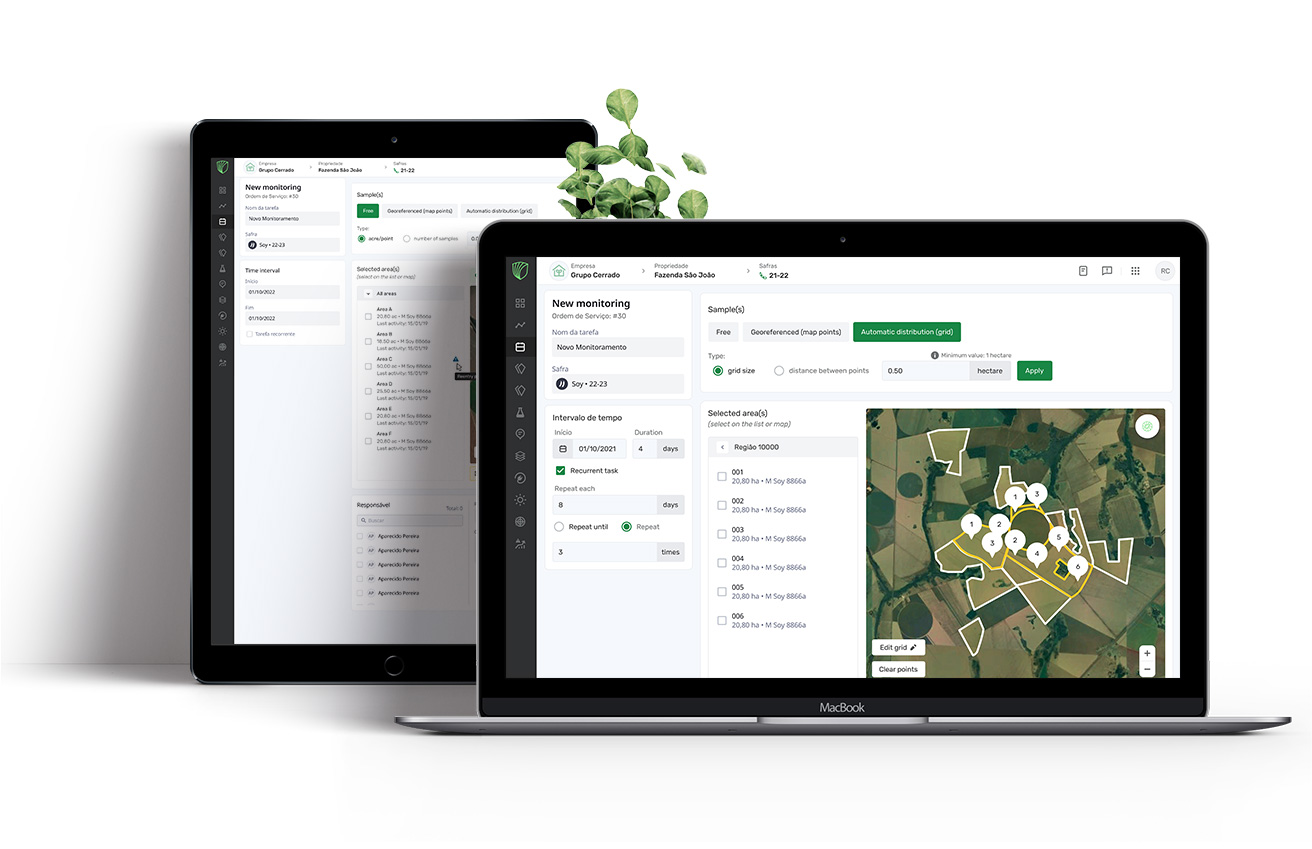 Empresa
Grupo Cerrado
Propriedade
Fazenda São João
Safras
21-22
New monitoring
Ordem de Serviço: #30
Nom da tarefa
Novo Monitoramento
Safra
Soy • 22-23
Time interval
Início
01/10/2022
Fim
01/10/2022
Tarefa recorrente
Sample(s)
Free
Georeferenced (map points)
Automatic distribution (grid)
Type:
acre/point
number of samples
Selected area(s)
(select on the list or map)
All areas
Area A
20,80 ac • M Soy 8866a
Last activity: 15/01/19
Area B
18,50 ac • M Soy 8866a
Last activity: 15/01/19
Area C
50,00 ac • M Soy 8866a
Last activity: 15/01/19
Area D
25,50 ac • M Soy 8866a
Last activity: 15/01/19
Area E
20,80 ac • M Soy 8866a
Last activity: 15/01/19
Area F
20,80 ac • M Soy 8866a
Last activity: 15/01/19
Responsável
Total: 0
Buscar
AP Aparecido Pereira
AP Aparecido Pereira
AP Aparecido Pereira
AP Aparecido Pereira
AP Aparecido Pereira
Empresa
Grupo Cerrado
Propriedade
Fazenda São João
Safras
21-22
RC
New monitoring
Ordem de Serviço: #30
Nom da tarefa
Novo Monitoramento
Safra
Soy • 22-23
Intervalo de tempo
Início
Duration
01/10/2021
4
days
Recurrent task
Repeat each
8
days
Repeat until
Repeat
3
times
Sample(s)
Free
Georeferenced (map points)
Automatic distribution (grid)
Type:
Minimum value: 1 hectare
grid size
distance between points
0.50
hectare
Apply
Selected area(s)
(select on the list or map)
Região 10000
001
20,80 ha • M Soy 8866a
002
20,80 ha • M Soy 8866a
003
20,80 ha • M Soy 8866a
004
20,80 ha • M Soy 8866a
005
20,80 ha • M Soy 8866a
006
20,80 ha • M Soy 8866a
1
3
1
2
3
2
5
4
6
Edit grid
Clear points
+
−
MacBook